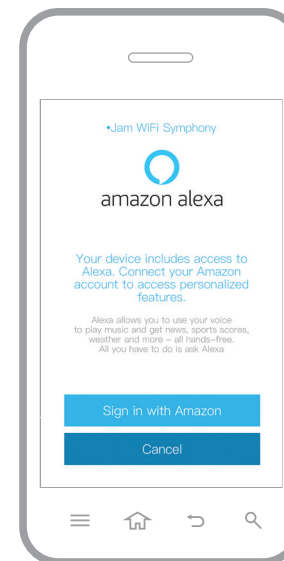 •Jam WiFi Symphony
amazon alexa
Your device includes access to
Alexa. Connect your Amazon
account to access personalized
features.
Alexa allows you to use your voice
to play music and get news, sports scores,
weather and more – all hands-free.
All you have to do is ask Alexa
Sign in with Amazon
Cancel